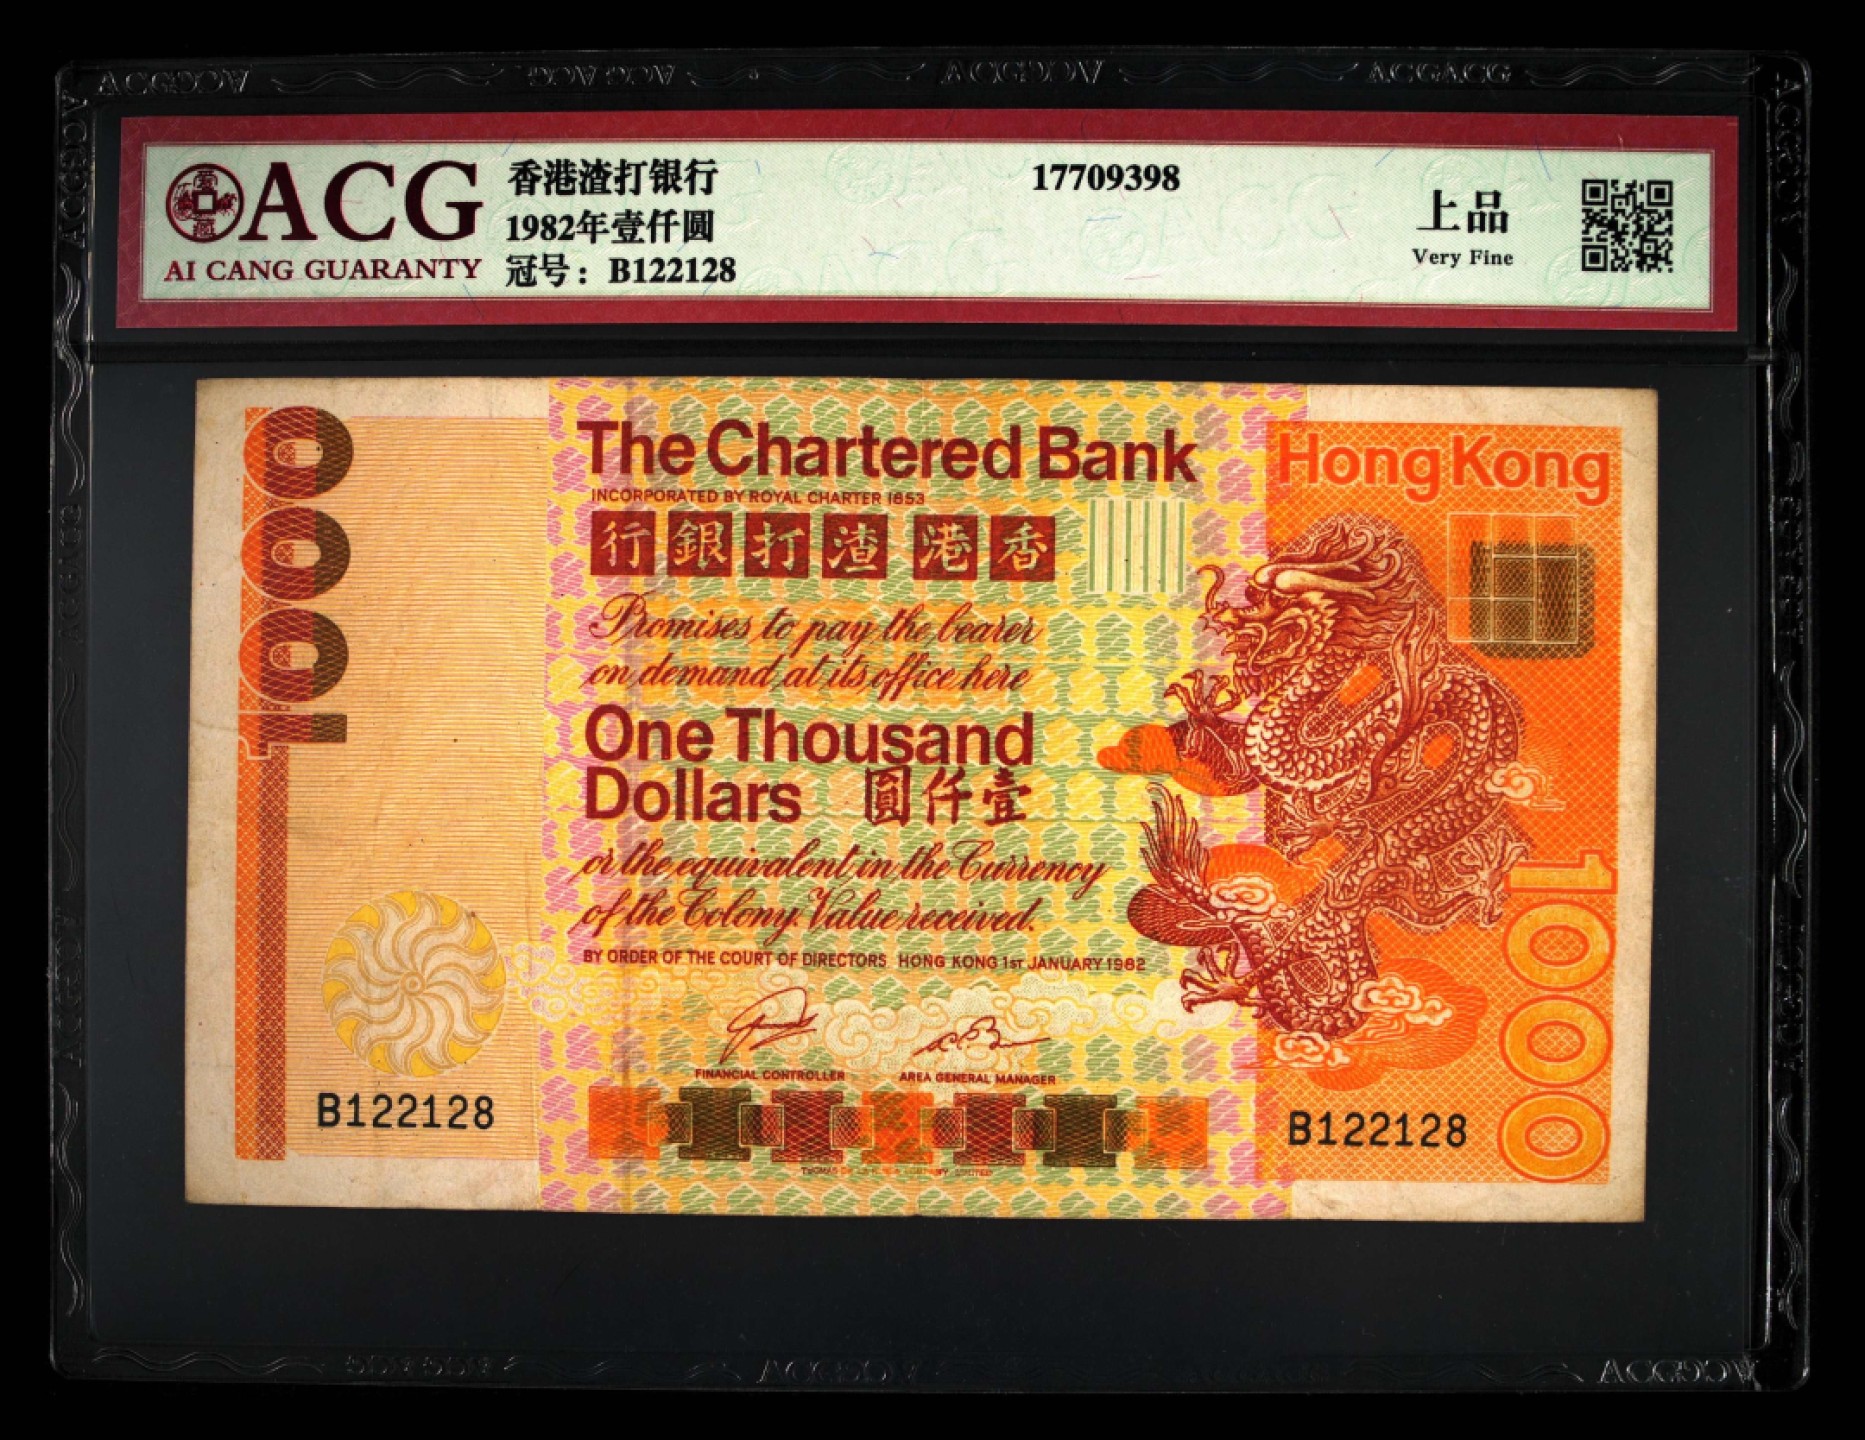 ACG
AI CANG GUARANTY
香港渣打银行
1982年壹仟圆
冠号：B122128
17709398
上品
Very Fine
1000
The Chartered Bank
INCORPORATED BY ROYAL CHARTER 1853
行銀打渣 港香
Promises to pay the bearer
on demand at its office here
One Thousand
Dollars 圓仟壹
or the equivalent in the Currency
of the Colony. Value received.
BY ORDER OF THE COURT OF DIRECTORS HONG KONG 1ST JANUARY 1982
FINANCIAL CONTROLLER
AREA GENERAL MANAGER
B122128
Hong Kong
1000
B122128